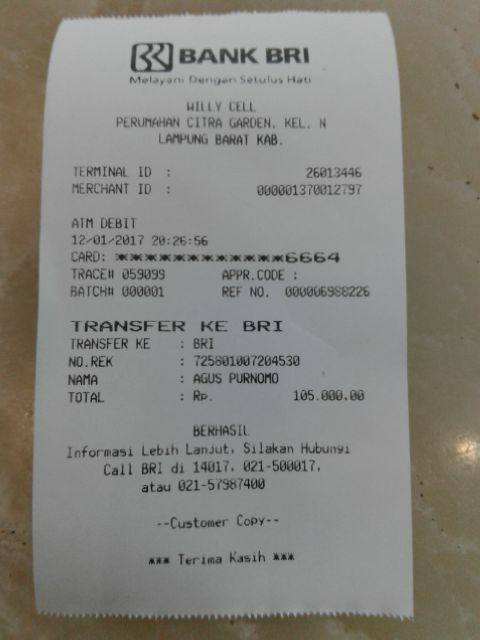 BANK BRI
Melayani Dengan Setulus Hati
WILLY CELL
PERUMAHAN CITRA GARDEN, KEL. N
LAMPUNG BARAT KAB.
TERMINAL ID : 26013446
MERCHANT ID : 000001370012797
ATM DEBIT
12/01/2017 20:26:56
CARD: ************6664
TRACE# 059099 APPR.CODE :
BATCH# 000001 REF NO. 000006988226
TRANSFER KE BRI
TRANSFER KE : BRI
NO.REK : 725801007204530
NAMA : AGUS PURNOMO
TOTAL : Rp. 105.000.00
BERHASIL
Informasi Lebih Lanjut, Silakan Hubungi
Call BRI di 14017, 021-500017,
atau 021-57987400
--Customer Copy--
*** Terima Kasih ***